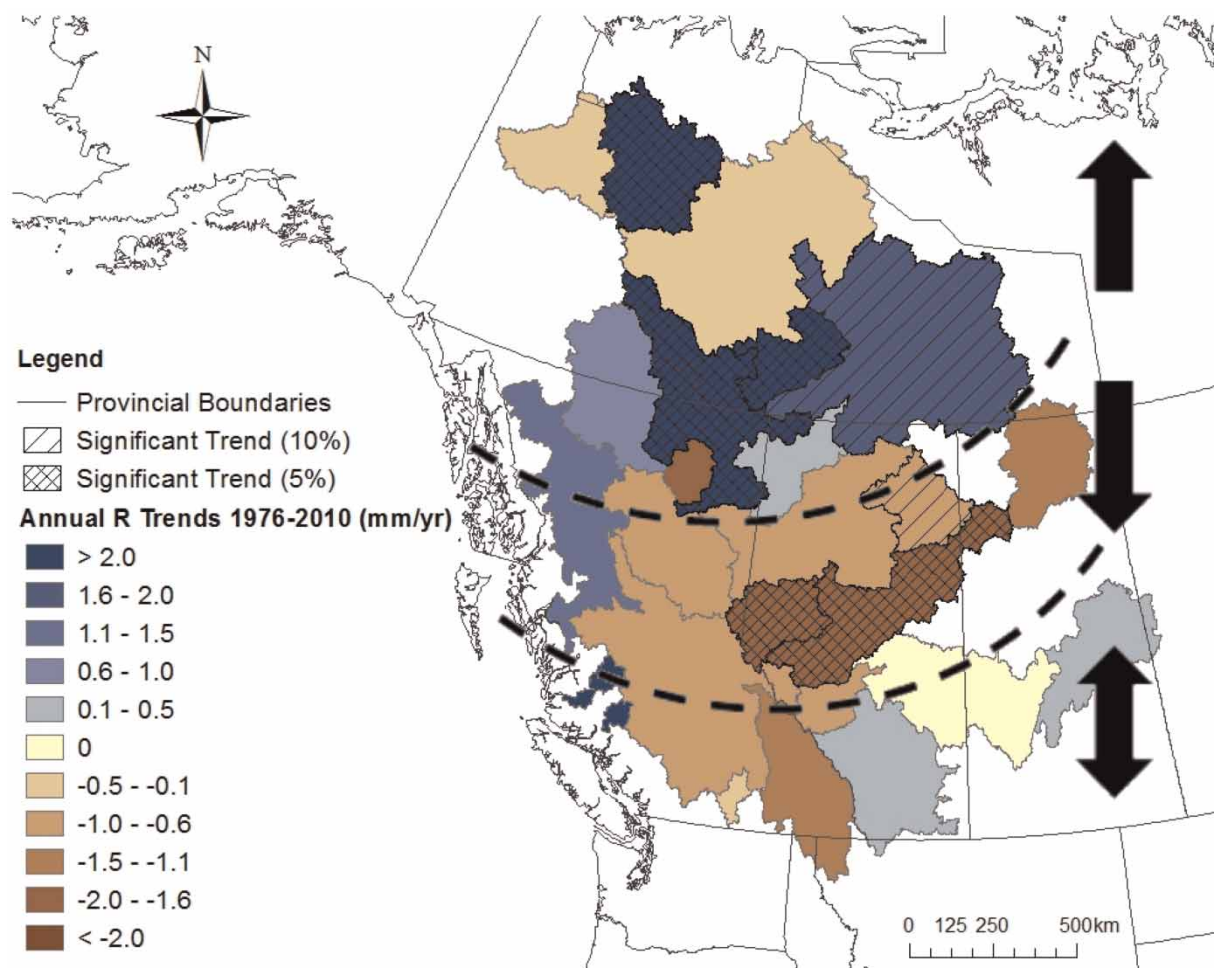 N
Legend
Provincial Boundaries
Significant Trend (10%)
Significant Trend (5%)
Annual R Trends 1976-2010 (mm/yr)
> 2.0
1.6 - 2.0
1.1 - 1.5
0.6 - 1.0
0.1 - 0.5
0
-0.5 - -0.1
-1.0 - -0.6
-1.5 - -1.1
-2.0 - -1.6
< -2.0
0 125 250 500km